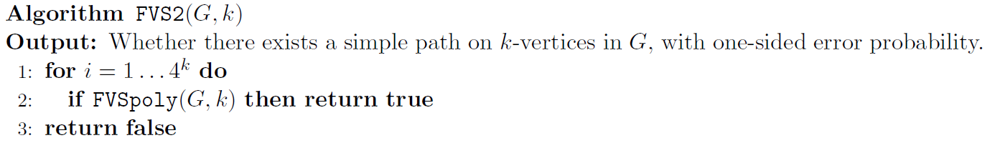 Algorithm FVS2(G, k)
Output: Whether there exists a simple path on k-vertices in G, with one-sided error probability.
1: for i = 1 . . . 4^k do
2: if FVSpoly(G, k) then return true
3: return false